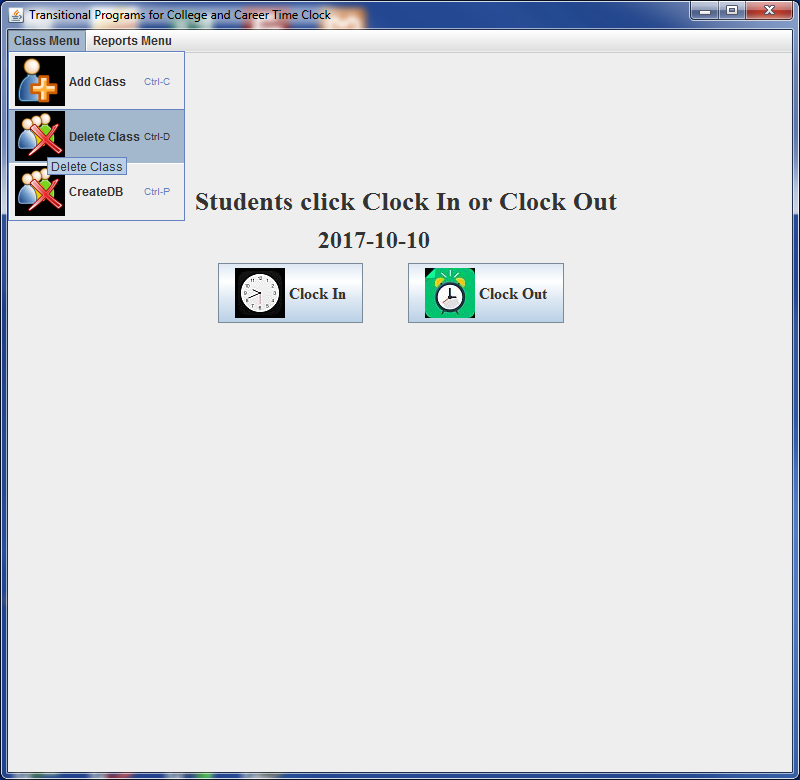 Transitional Programs for College and Career Time Clock
Class Menu Reports Menu
Add Class Ctrl-C
Delete Class Ctrl-D
Delete Class
CreateDB Ctrl-P
Students click Clock In or Clock Out
2017-10-10
Clock In Clock Out